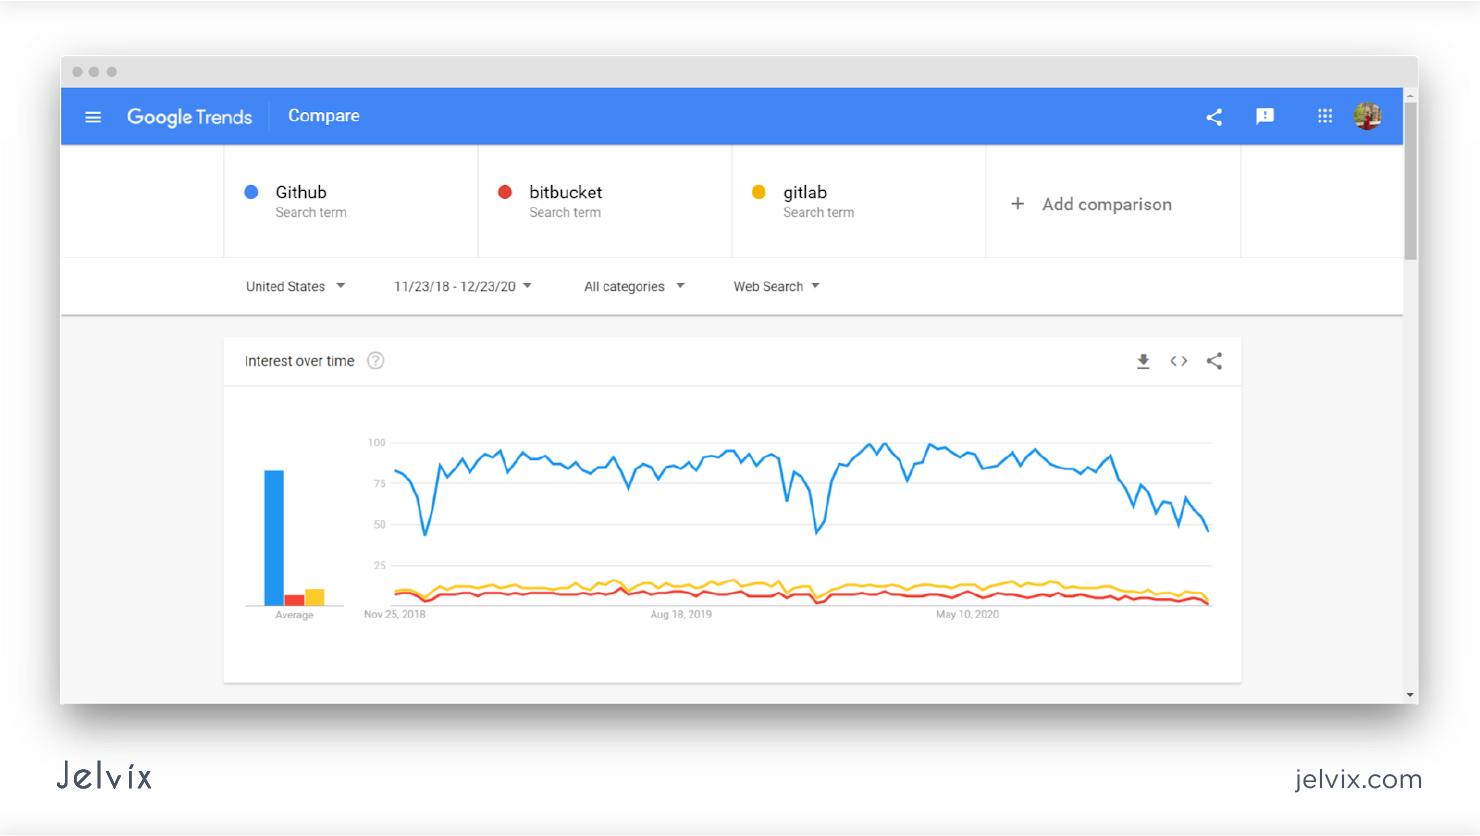 Google Trends Compare
Github
Search term
bitbucket
Search term
gitlab
Search term
+ Add comparison
United States 11/23/18 - 12/23/20 All categories Web Search
Interest over time ?
100
75
50
25
Average
Nov 25, 2018 Aug 18, 2019 May 10, 2020
Jelvix
jelvix.com